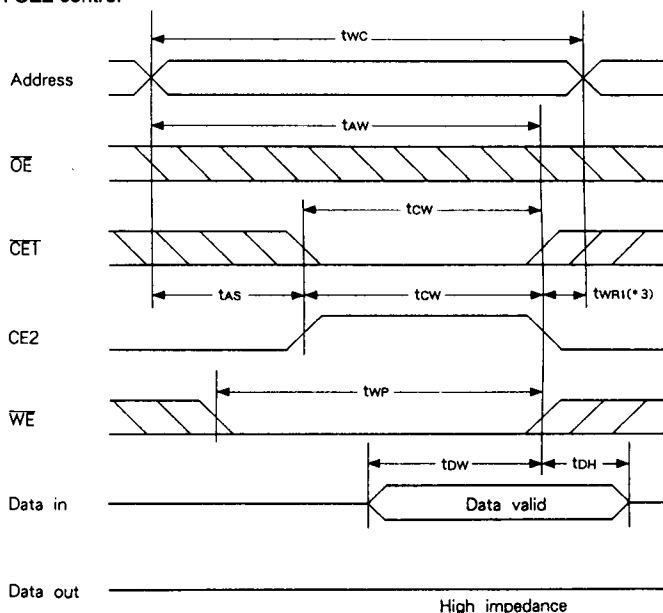 control
tWC
Address
tAW
OE
tCW
CE1
tAS
tCW
tWR1(*3)
CE2
tWP
WE
tDW
tDH
Data in
Data valid
Data out
High impedance